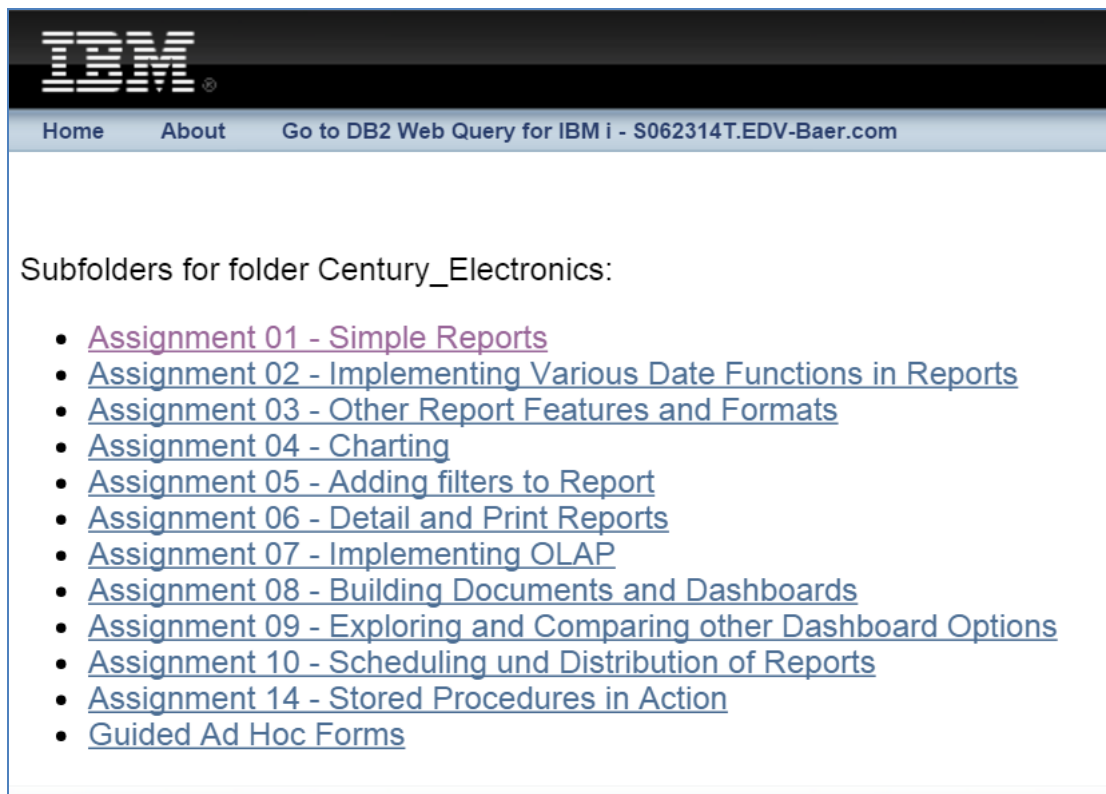 IBM®
Home About Go to DB2 Web Query for IBM i - S062314T.EDV-Baer.com
Subfolders for folder Century_Electronics:
• Assignment 01 - Simple Reports
• Assignment 02 - Implementing Various Date Functions in Reports
• Assignment 03 - Other Report Features and Formats
• Assignment 04 - Charting
• Assignment 05 - Adding filters to Report
• Assignment 06 - Detail and Print Reports
• Assignment 07 - Implementing OLAP
• Assignment 08 - Building Documents and Dashboards
• Assignment 09 - Exploring and Comparing other Dashboard Options
• Assignment 10 - Scheduling und Distribution of Reports
• Assignment 14 - Stored Procedures in Action
• Guided Ad Hoc Forms